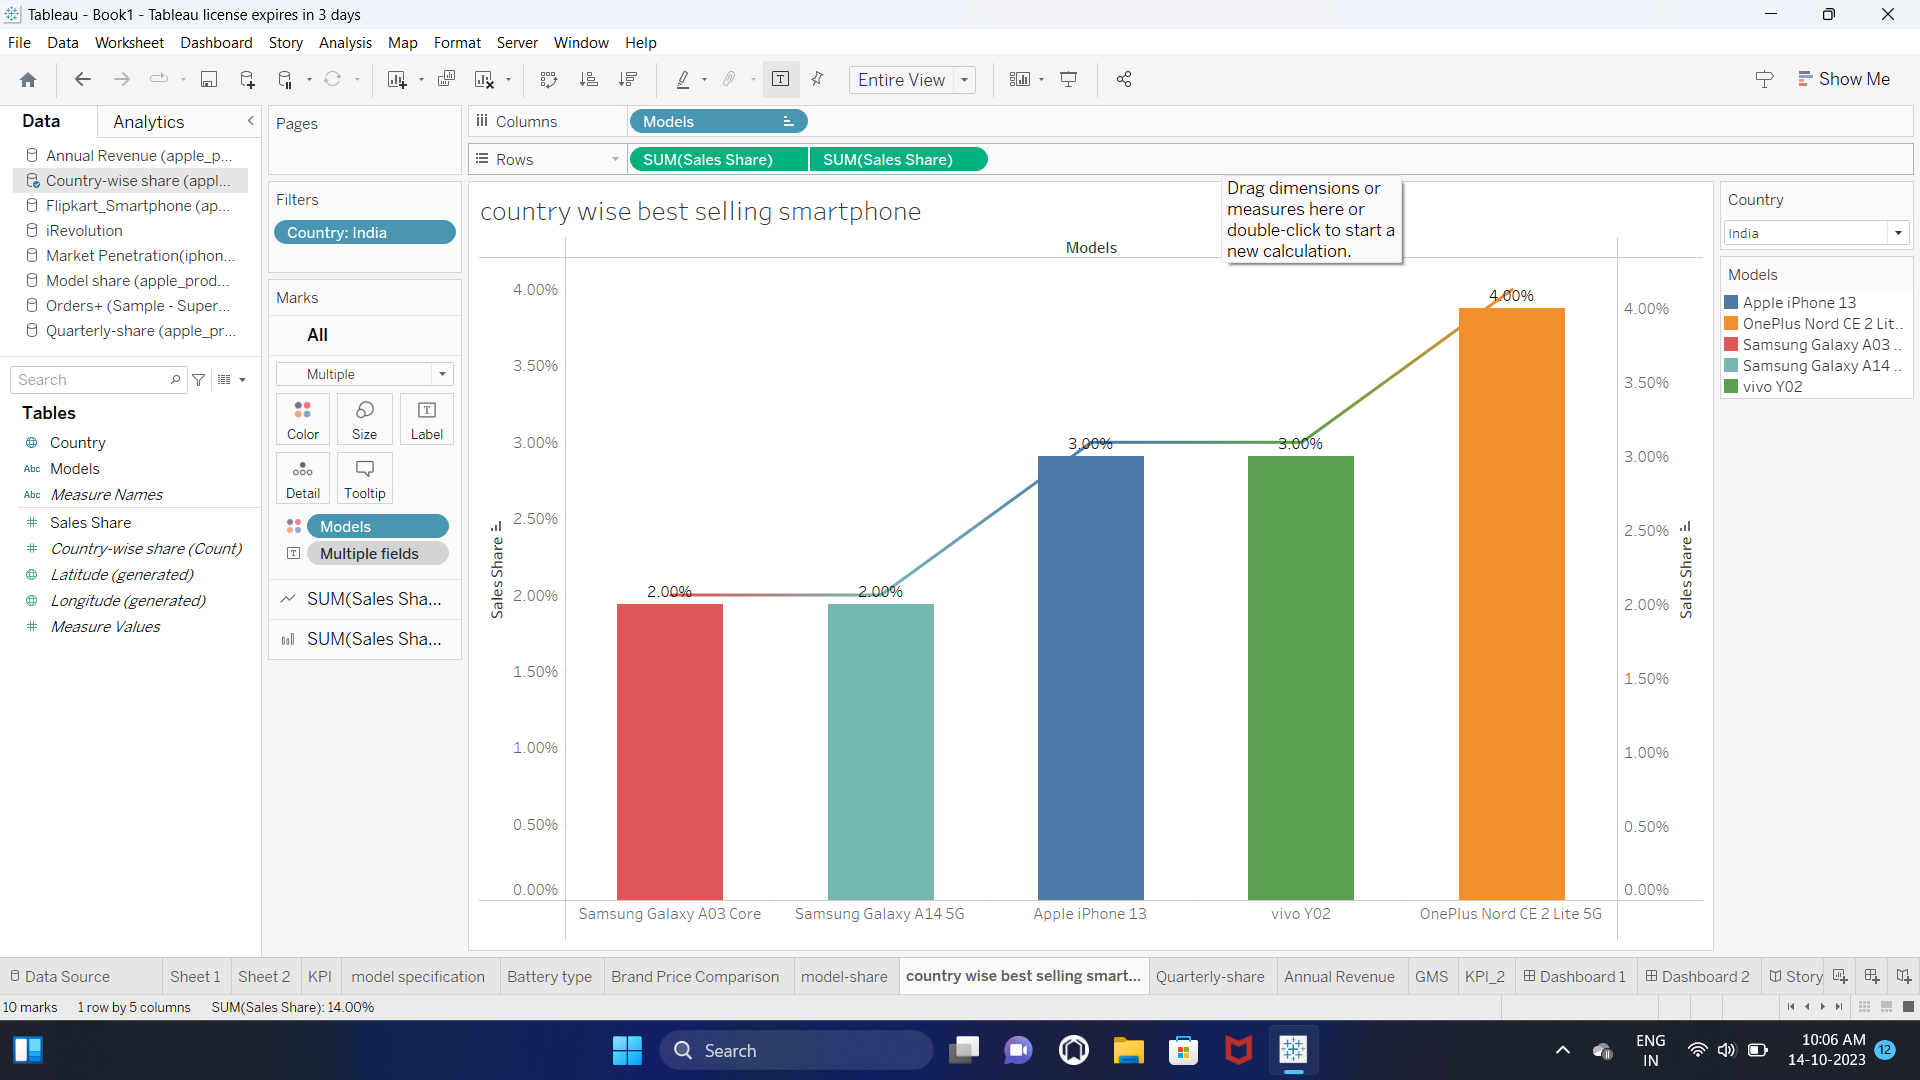 Tableau - Book1 - Tableau license expires in 3 days
File Data Worksheet Dashboard Story Analysis Map Format Server Window Help
Entire View
Show Me
Data Analytics
Annual Revenue (apple_p...
Country-wise share (appl...
Flipkart_Smartphone (ap...
iRevolution
Market Penetration(iphon...
Model share (apple_prod...
Orders+ (Sample - Super...
Quarterly-share (apple_pr...
Search
Tables
Country
Abc Models
Abc Measure Names
Sales Share
Country-wise share (Count)
Latitude (generated)
Longitude (generated)
Measure Values
Pages
Filters
Country: India
Marks
All
Multiple
Color Size Label
Detail Tooltip
Models
Multiple fields
SUM(Sales Sha...
SUM(Sales Sha...
Columns Models
Rows SUM(Sales Share) SUM(Sales Share)
country wise best selling smartphone
Drag dimensions or
measures here or
double-click to start a
new calculation.
Models
Sales Share
4.00%
3.50%
3.00%
2.50%
2.00%
1.50%
1.00%
0.50%
0.00%
2.00% 2.00% 3.00% 3.00% 4.00%
4.00%
3.50%
3.00%
2.50%
2.00%
1.50%
1.00%
0.50%
0.00%
Sales Share
Samsung Galaxy A03 Core Samsung Galaxy A14 5G Apple iPhone 13 vivo Y02 OnePlus Nord CE 2 Lite 5G
Country
India
Models
Apple iPhone 13
OnePlus Nord CE 2 Lit..
Samsung Galaxy A03 ..
Samsung Galaxy A14 ..
vivo Y02
Data Source Sheet 1 Sheet 2 KPI model specification Battery type Brand Price Comparison model-share country wise best selling smart... Quarterly-share Annual Revenue GMS KPI_2 Dashboard 1 Dashboard 2 Story
10 marks 1 row by 5 columns SUM(Sales Share): 14.00%
Search
ENG
IN
10:06 AM
14-10-2023
12